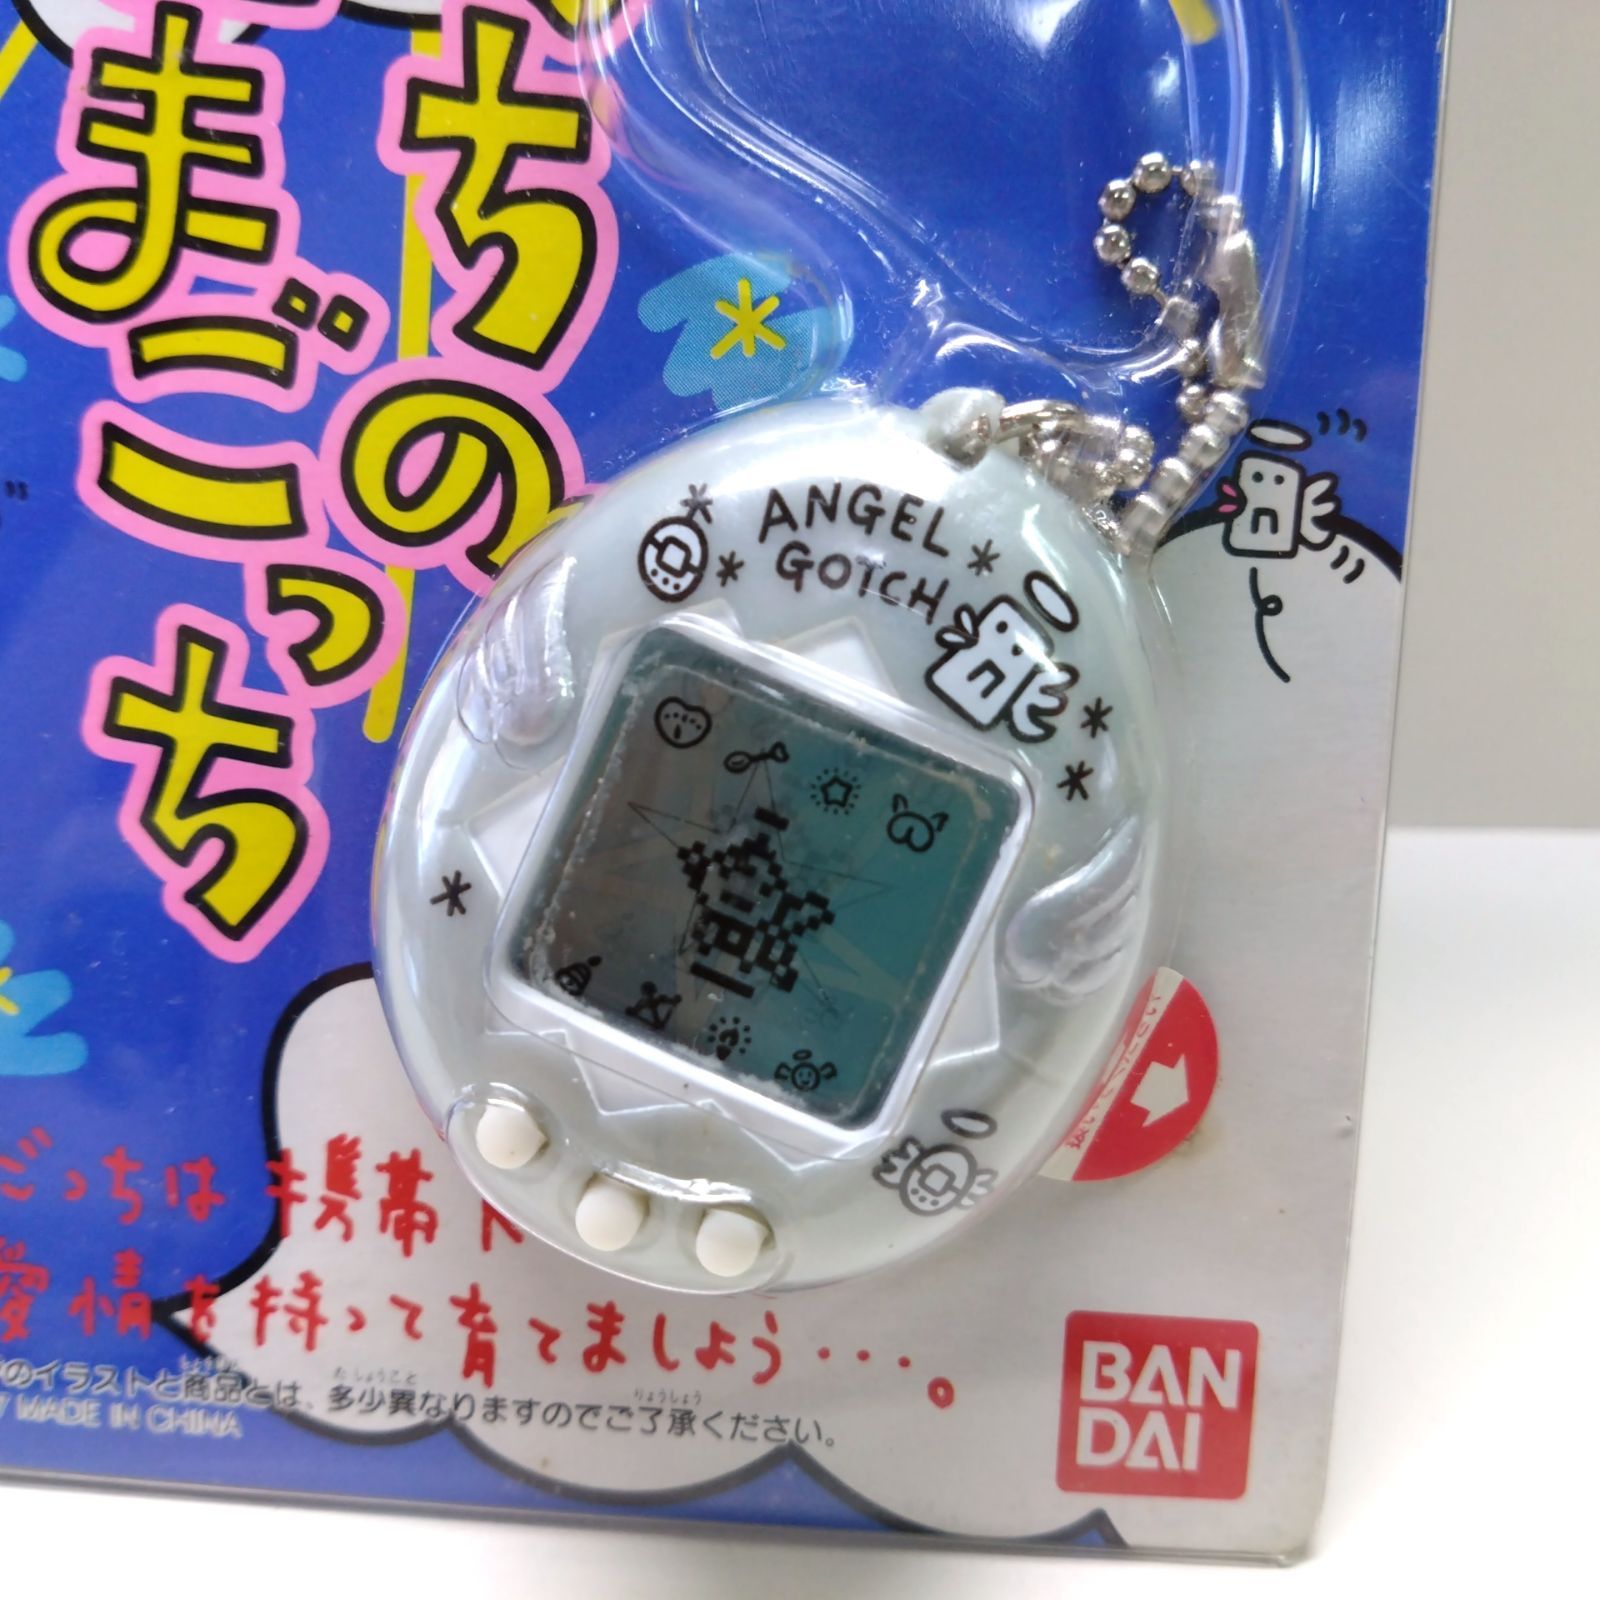 ちの
まごっち
ANGEL
GOTCH
ごっちは 携帯
愛情を持って育てましょう・・・。
のイラストと商品とは、多少異なりますのでご了承ください。
MADE IN CHINA
BAN
DAI